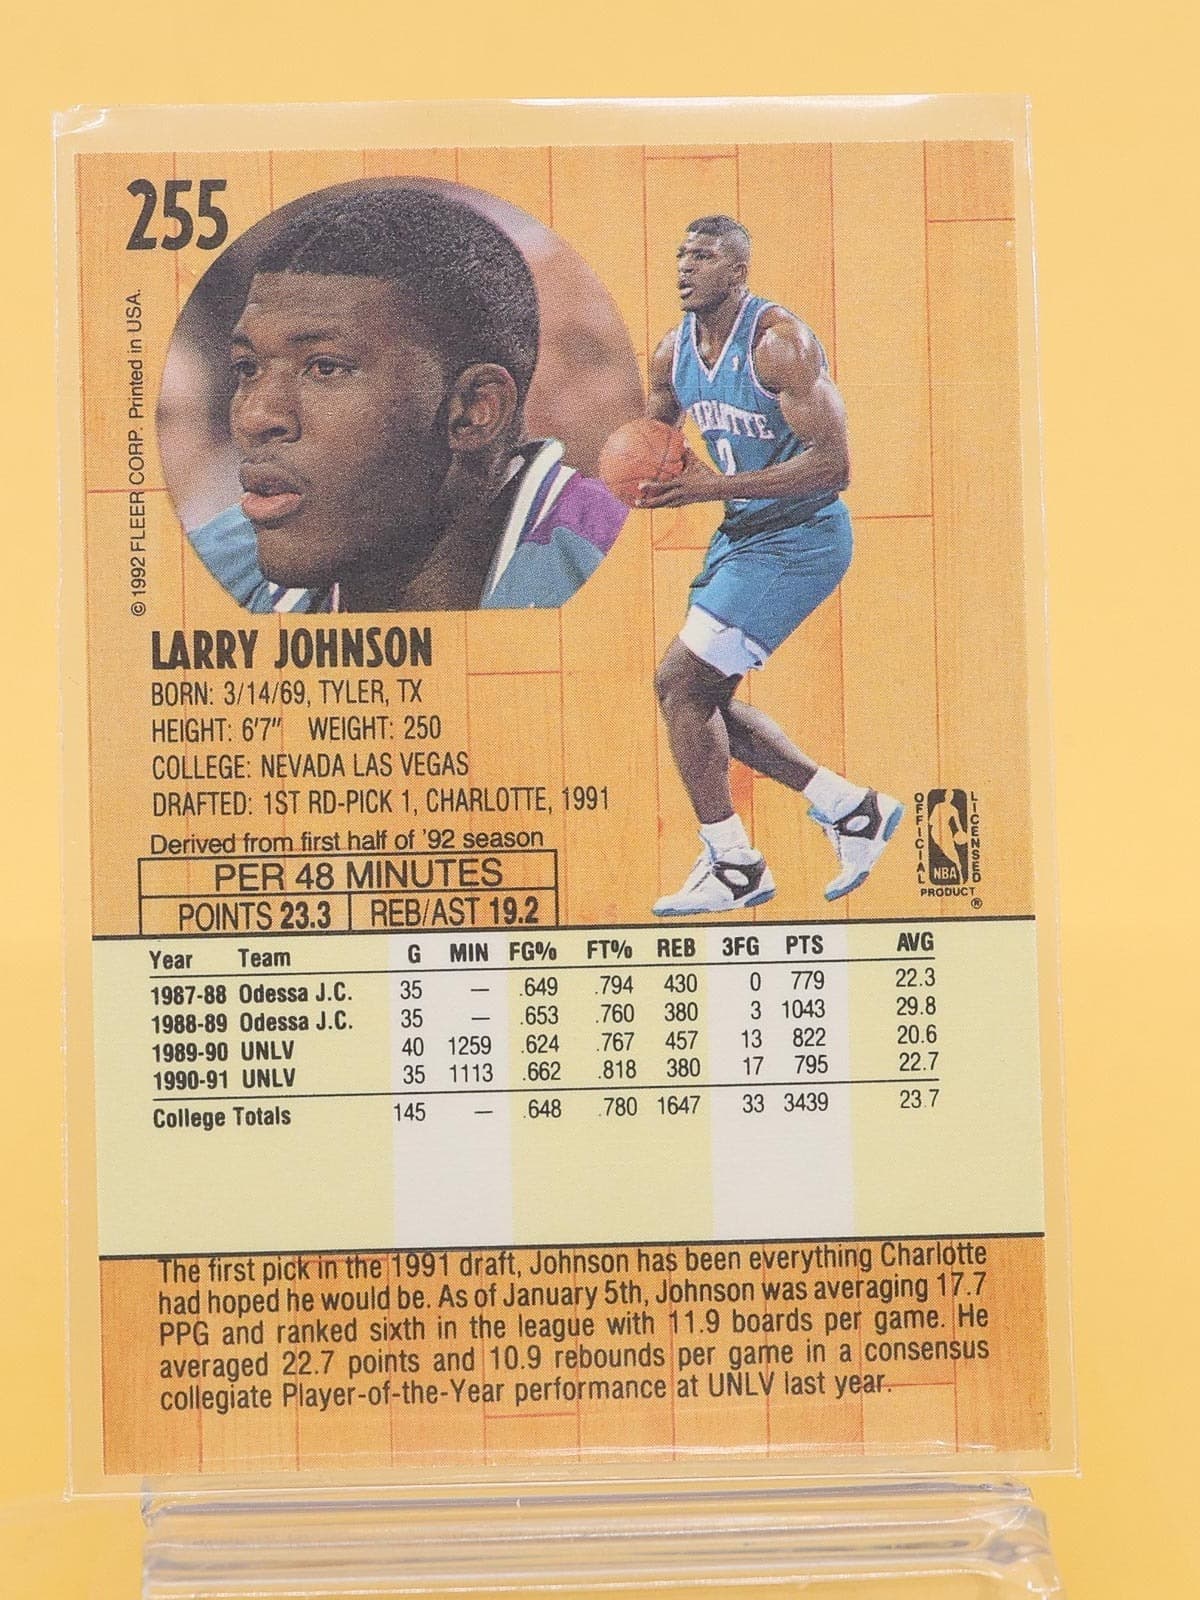 255
© 1992 FLEER CORP. Printed in USA.
LARRY JOHNSON
BORN: 3/14/69, TYLER, TX
HEIGHT: 6'7" WEIGHT: 250
COLLEGE: NEVADA LAS VEGAS
DRAFTED: 1ST RD-PICK 1, CHARLOTTE, 1991
Derived from first half of '92 season
PER 48 MINUTES
POINTS 23.3 REB/AST 19.2
OFFICIAL LICENSED
NBA
PRODUCT
®
Year Team G MIN FG% FT% REB 3FG PTS AVG
1987-88 Odessa J.C. 35 — .649 .794 430 0 779 22.3
1988-89 Odessa J.C. 35 — .653 .760 380 3 1043 29.8
1989-90 UNLV 40 1259 .624 .767 457 13 822 20.6
1990-91 UNLV 35 1113 .662 .818 380 17 795 22.7
College Totals 145 — .648 .780 1647 33 3439 23.7
The first pick in the 1991 draft, Johnson has been everything Charlotte
had hoped he would be. As of January 5th, Johnson was averaging 17.7
PPG and ranked sixth in the league with 11.9 boards per game. He
averaged 22.7 points and 10.9 rebounds per game in a consensus
collegiate Player-of-the-Year performance at UNLV last year.